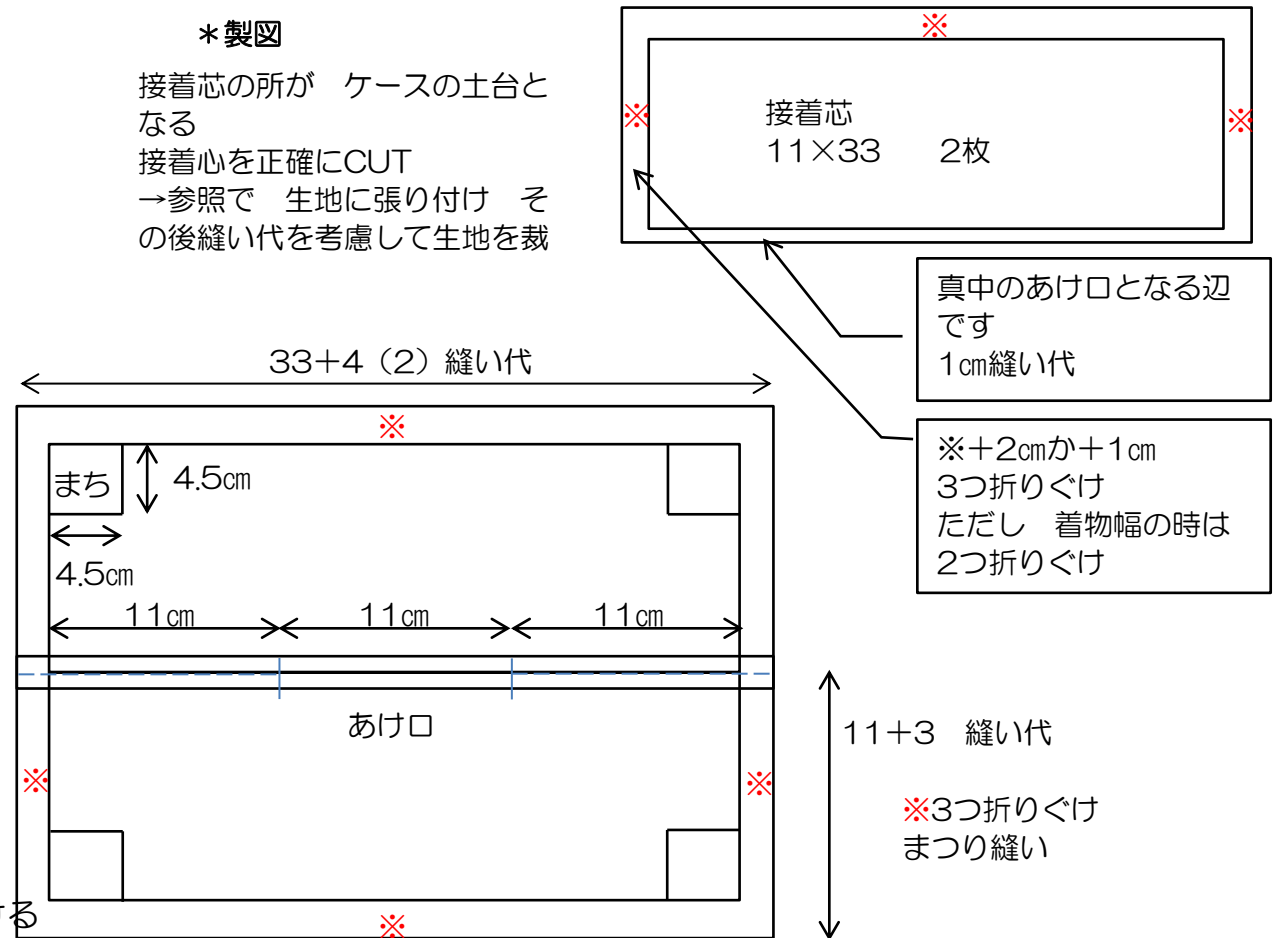 *製図
接着芯の所が　ケースの土台と
なる
接着心を正確にCUT
→参照で　生地に張り付け　そ
の後縫い代を考慮して生地を裁
※
※
※
接着芯
11×33　　2枚
真中のあけ口となる辺
です
1㎝縫い代
※+2㎝か+1㎝
3つ折りぐけ
ただし　着物幅の時は
2つ折りぐけ
33+4(2)縫い代
※
まち
4.5㎝
4.5㎝
11㎝
11㎝
11㎝
あけ口
11+3　縫い代
※
※
※3つ折りぐけ
まつり縫い
※
る